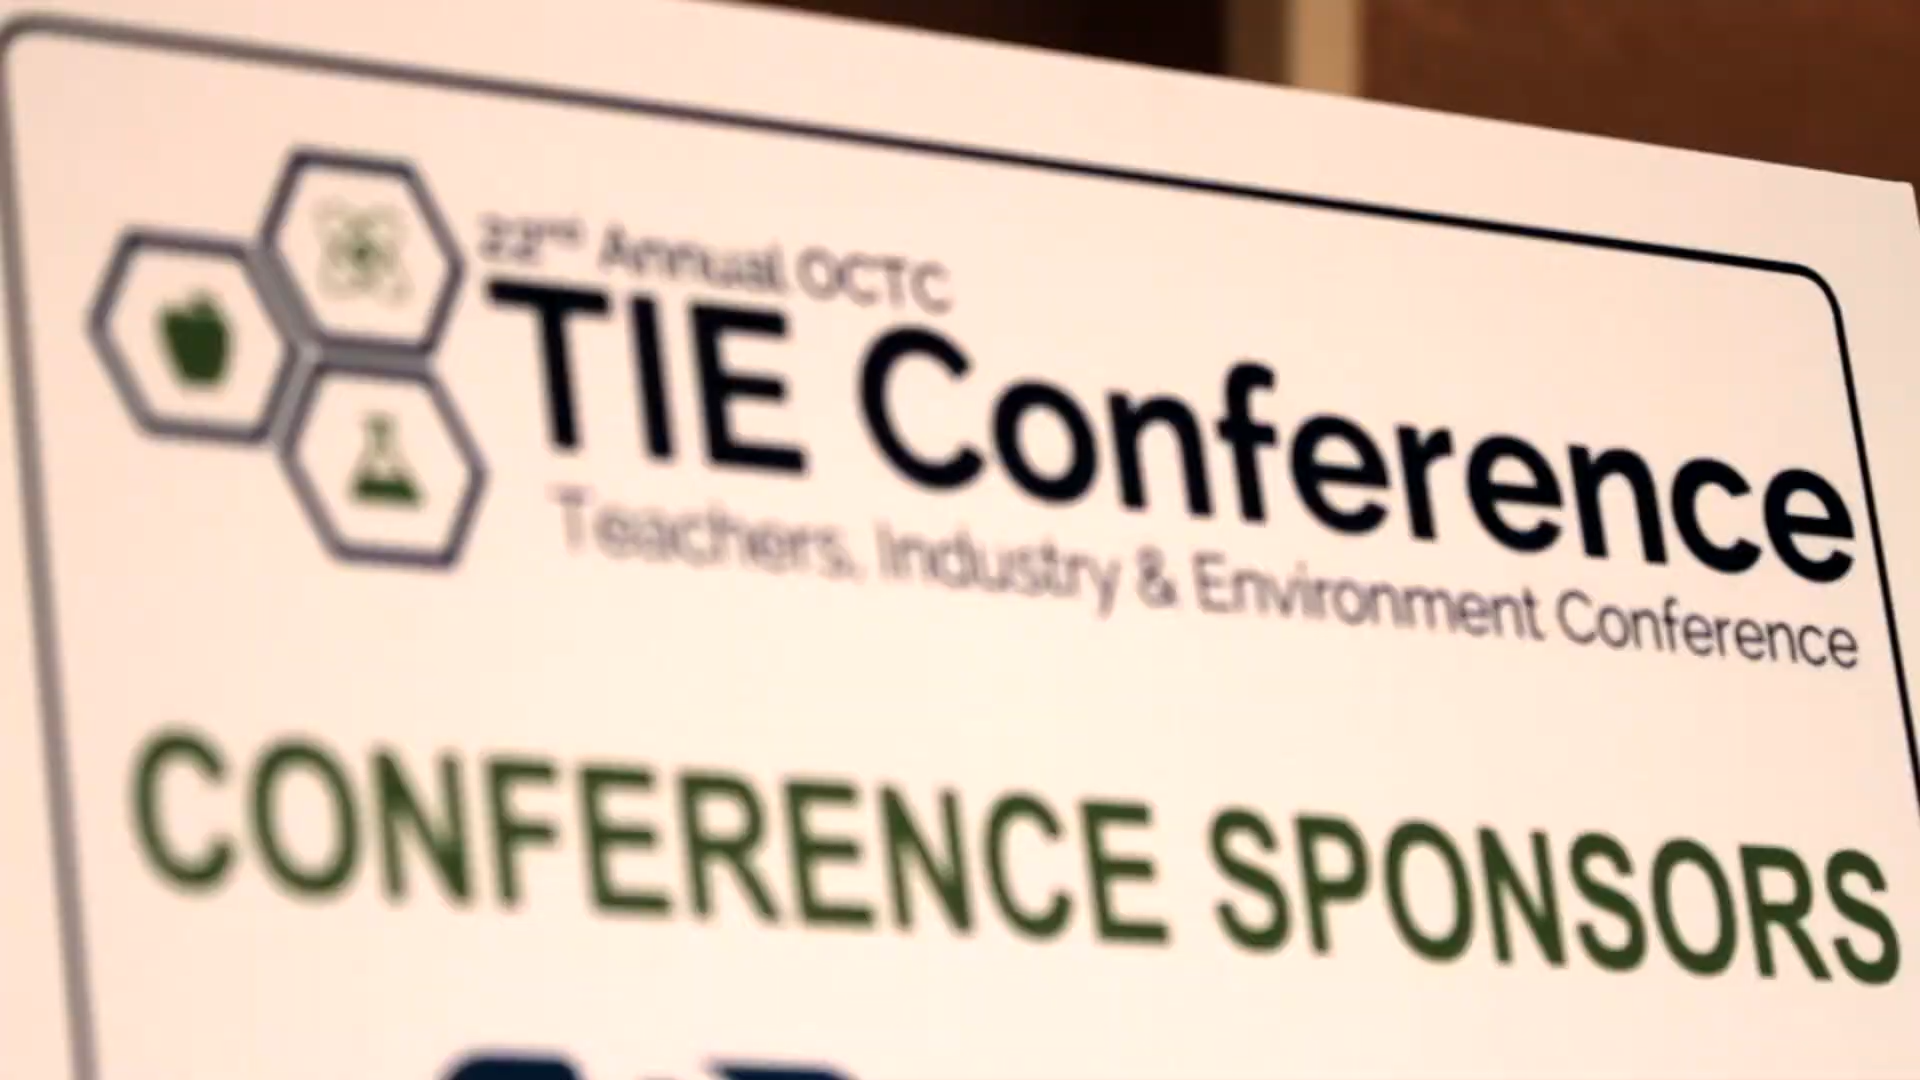 22nd Annual OCTC
TIE Conference
Teachers, Industry & Environment Conference
CONFERENCE SPONSORS